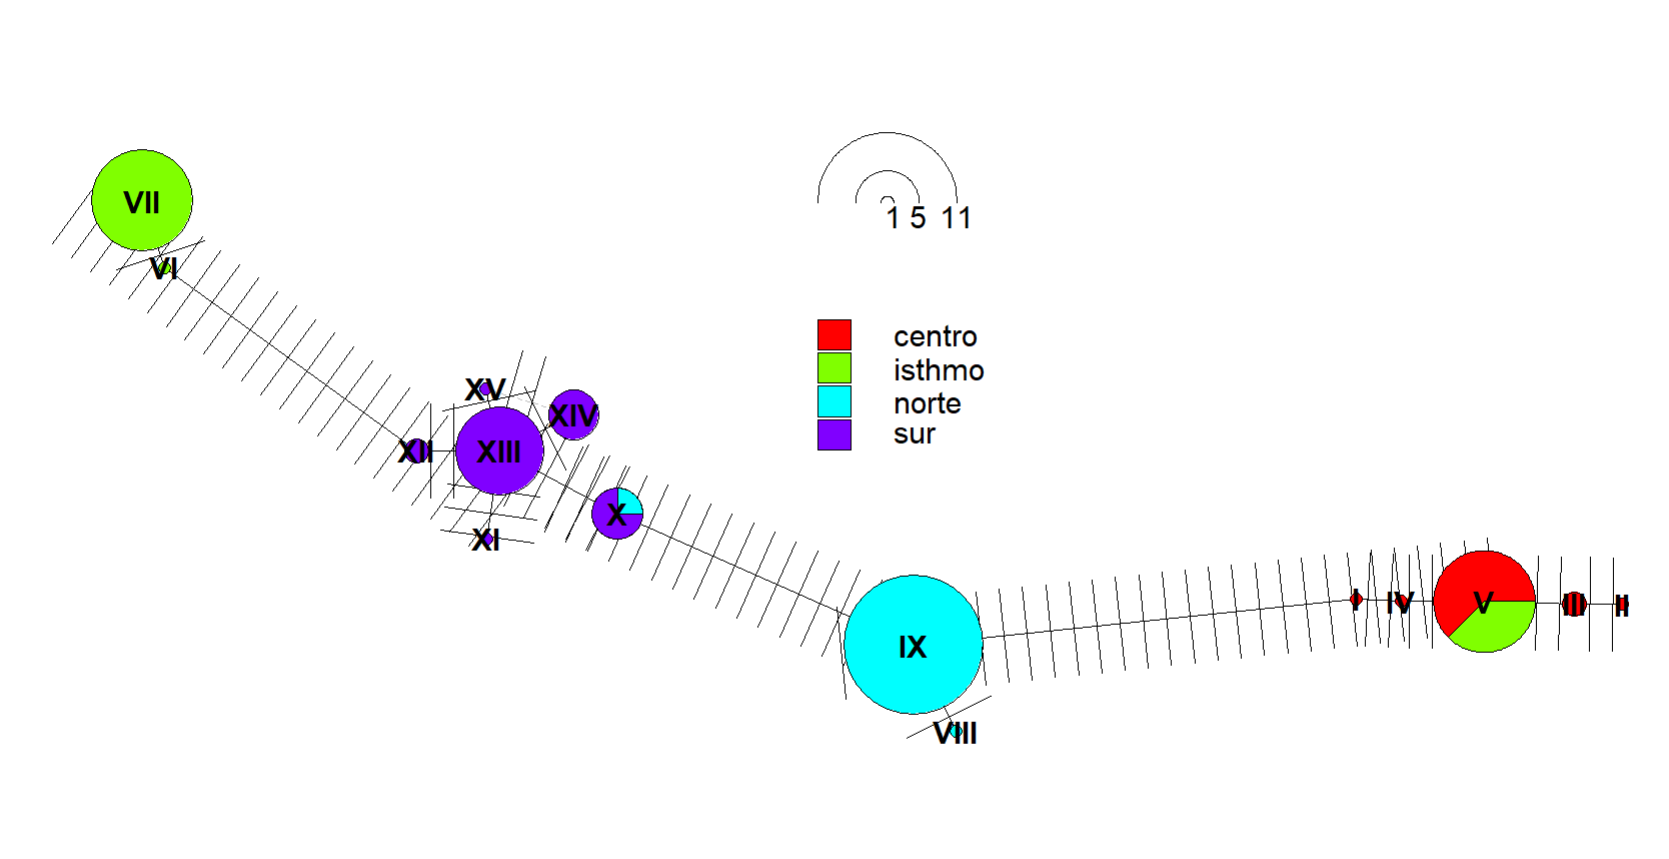 VII
VI
1 5 11
centro
isthmo
norte
sur
XV
XIV
XII
XIII
X
XI
I
IV
V
III
II
IX
VIII